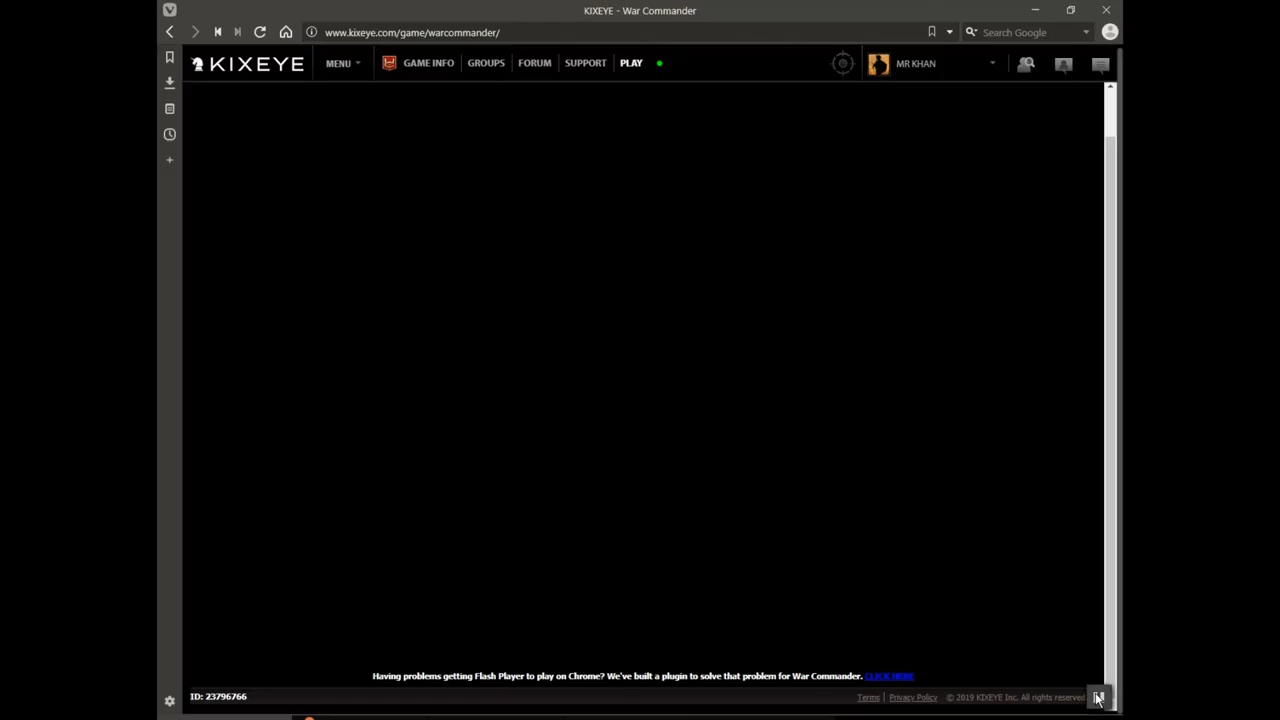 KIXEYE - War Commander
www.kixeye.com/game/warcommander/
Search Google
KIXEYE
MENU
GAME INFO
GROUPS
FORUM
SUPPORT
PLAY
MR KHAN
Having problems getting Flash Player to play on Chrome? We've built a plugin to solve that problem for War Commander. CLICK HERE
ID: 23796766
Terms | Privacy Policy © 2019 KIXEYE Inc. All rights reserved